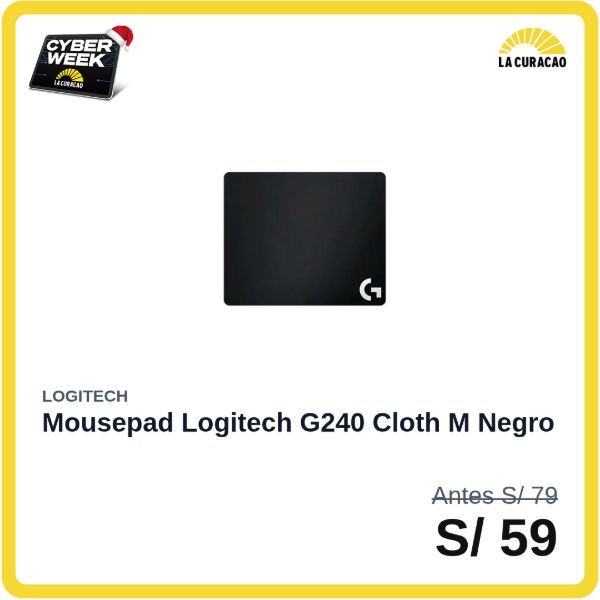 CYBER
WEEK
LA CURACAO
LA CURACAO
G
LOGITECH
Mousepad Logitech G240 Cloth M Negro
Antes S/ 79
S/ 59